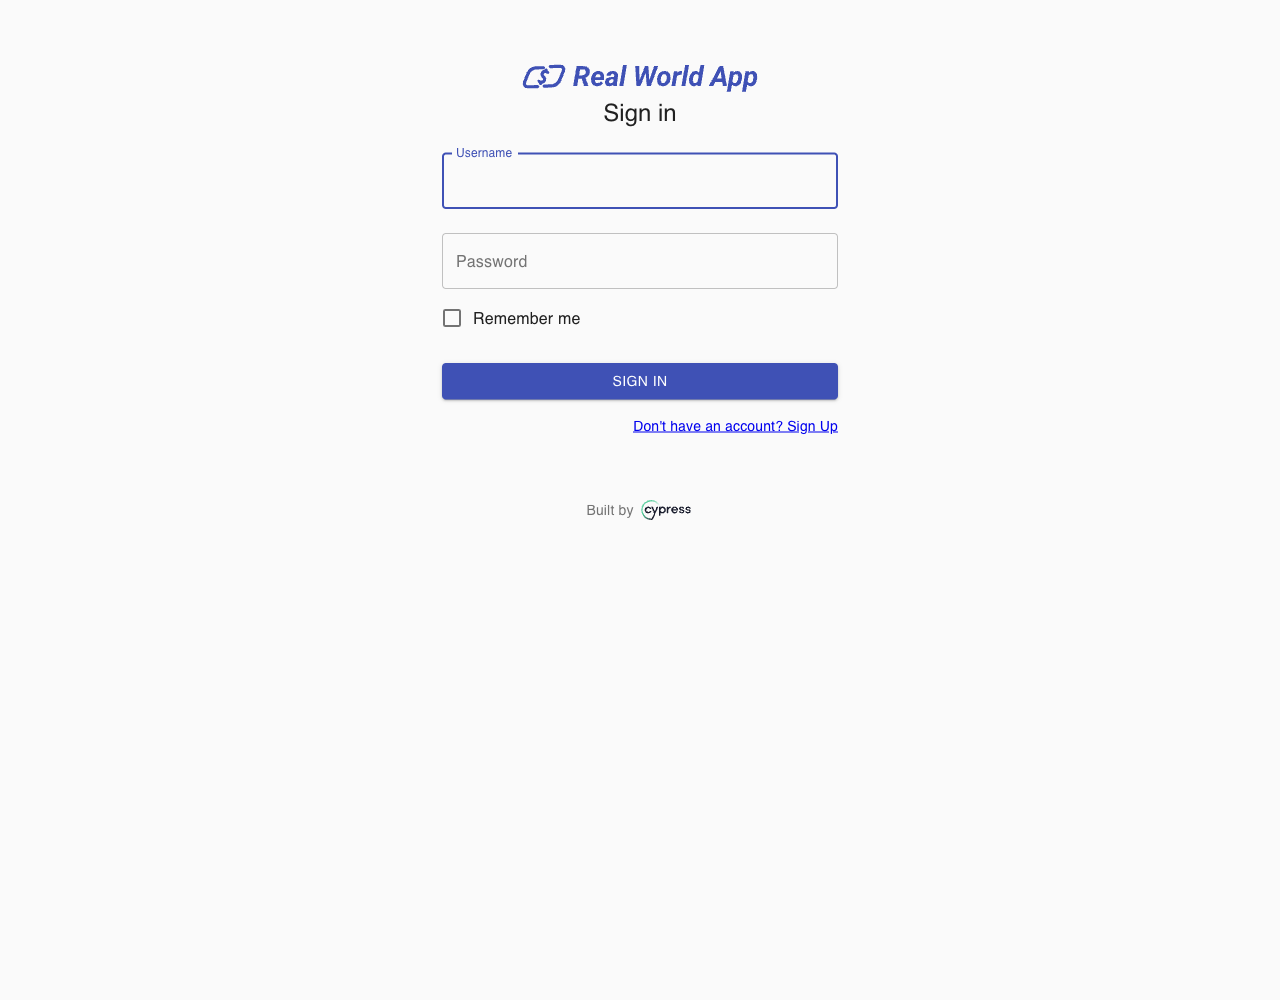 Real World App
Sign in
Username
Password
Remember me
SIGN IN
Don't have an account? Sign Up
Built by cypress